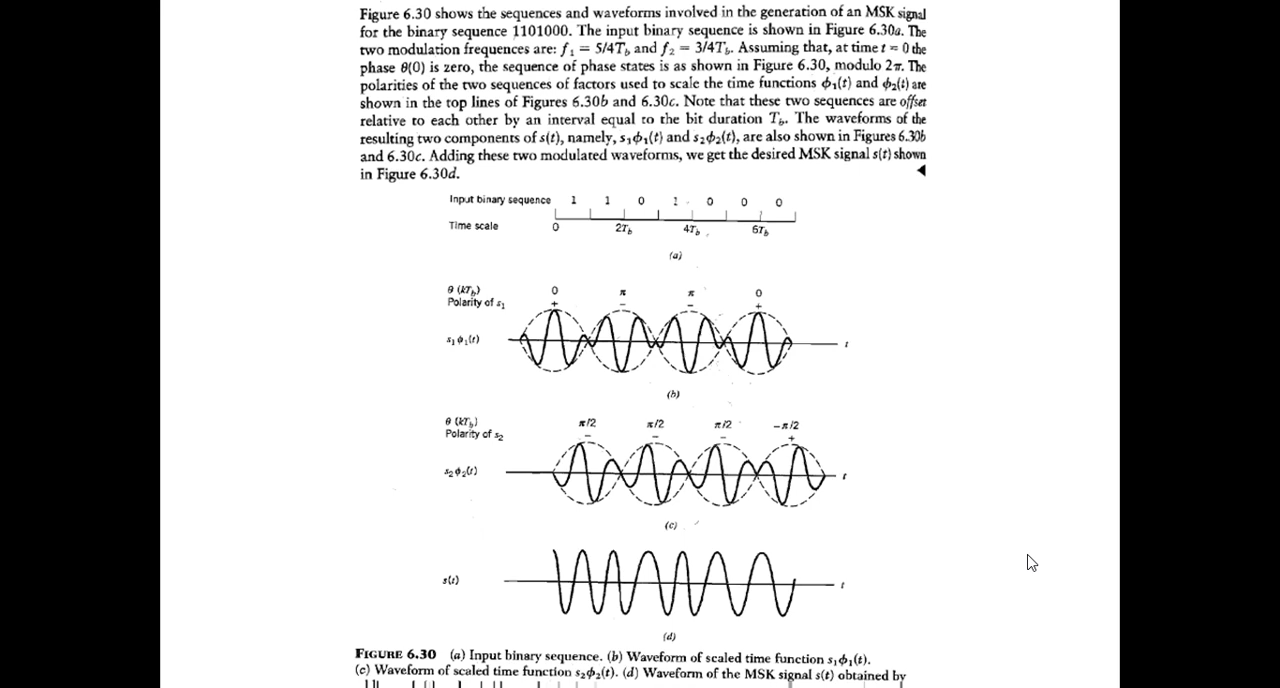 Figure 6.30 shows the sequences and waveforms involved in the generation of an MSK signal
for the binary sequence 1101000. The input binary sequence is shown in Figure 6.30a. The
two modulation frequences are: f₁ = 5/4T_b and f₂ = 3/4T_b. Assuming that, at time t = 0 the
phase θ(0) is zero, the sequence of phase states is as shown in Figure 6.30, modulo 2π. The
polarities of the two sequences of factors used to scale the time functions ϕ₁(t) and ϕ₂(t) are
shown in the top lines of Figures 6.30b and 6.30c. Note that these two sequences are offset
relative to each other by an interval equal to the bit duration T_b. The waveforms of the
resulting two components of s(t), namely, s₁ϕ₁(t) and s₂ϕ₂(t), are also shown in Figures 6.30b
and 6.30c. Adding these two modulated waveforms, we get the desired MSK signal s(t) shown
in Figure 6.30d. ◄
Input binary sequence 1 1 0 1 0 0 0
Time scale 0 2T_b 4T_b 6T_b
(a)
θ (kT_b) 0 π π 0
Polarity of s₁ + − − +
s₁ϕ₁(t) t
(b)
θ (kT_b) π/2 π/2 π/2 −π/2
Polarity of s₂ − − − +
s₂ϕ₂(t) t
(c)
s(t) t
(d)
FIGURE 6.30 (a) Input binary sequence. (b) Waveform of scaled time function s₁ϕ₁(t).
(c) Waveform of scaled time function s₂ϕ₂(t). (d) Waveform of the MSK signal s(t) obtained by